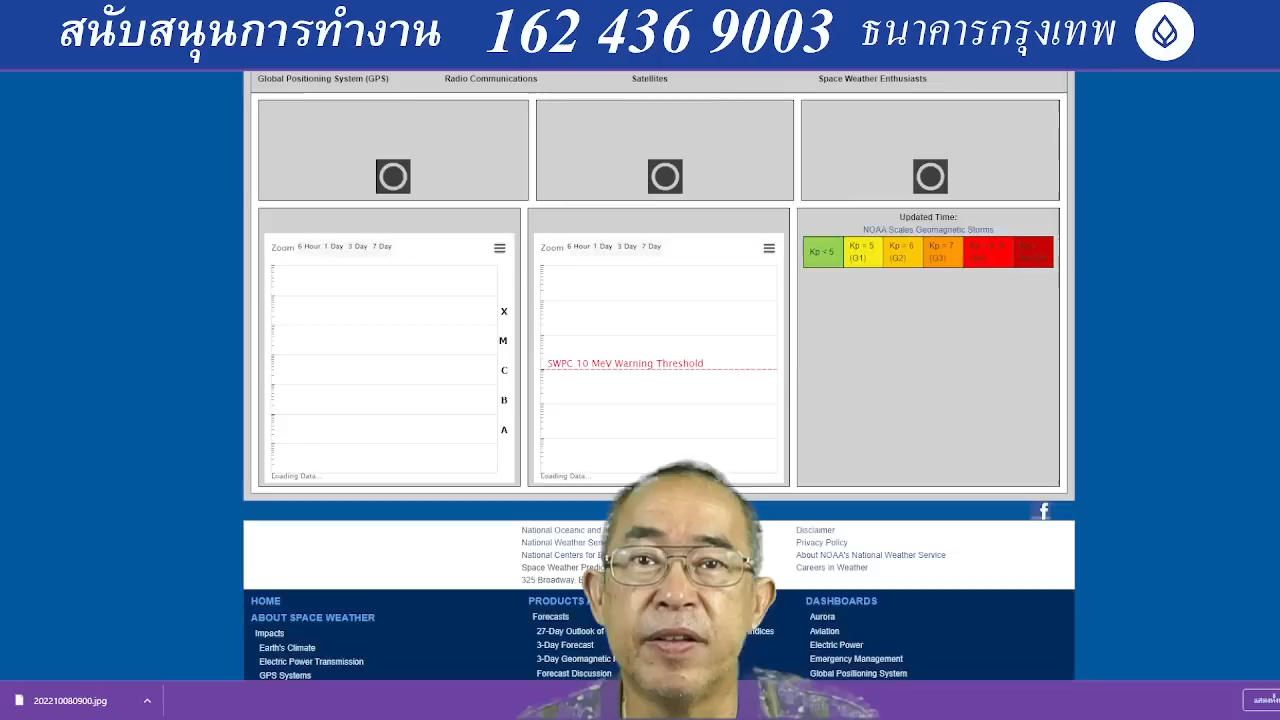 สนับสนุนการทำงาน 162 436 9003 ธนาคารกรุงเทพ
Global Positioning System (GPS) Radio Communications Satellites Space Weather Enthusiasts
Zoom 6 Hour 1 Day 3 Day 7 Day
X
M
C
B
A
Loading Data...
Zoom 6 Hour 1 Day 3 Day 7 Day
SWPC 10 MeV Warning Threshold
Loading Data...
Updated Time:
NOAA Scales Geomagnetic Storms
Kp < 5
Kp = 5
(G1)
Kp = 6
(G2)
Kp = 7
(G3)
f
National Oceanic and
National Weather
National Centers for
Space Weather
325 Broadway,
Disclaimer
Privacy Policy
About NOAA's National Weather Service
Careers in Weather
HOME
ABOUT SPACE WEATHER
Impacts
Earth's Climate
Electric Power Transmission
GPS Systems
PRODUCTS
Forecasts
27-Day Outlook of
3-Day Forecast
3-Day Geomagnetic
Forecast Discussion
DASHBOARDS
Aurora
Aviation
Electric Power
Emergency Management
Global Positioning System
202210080900.jpg